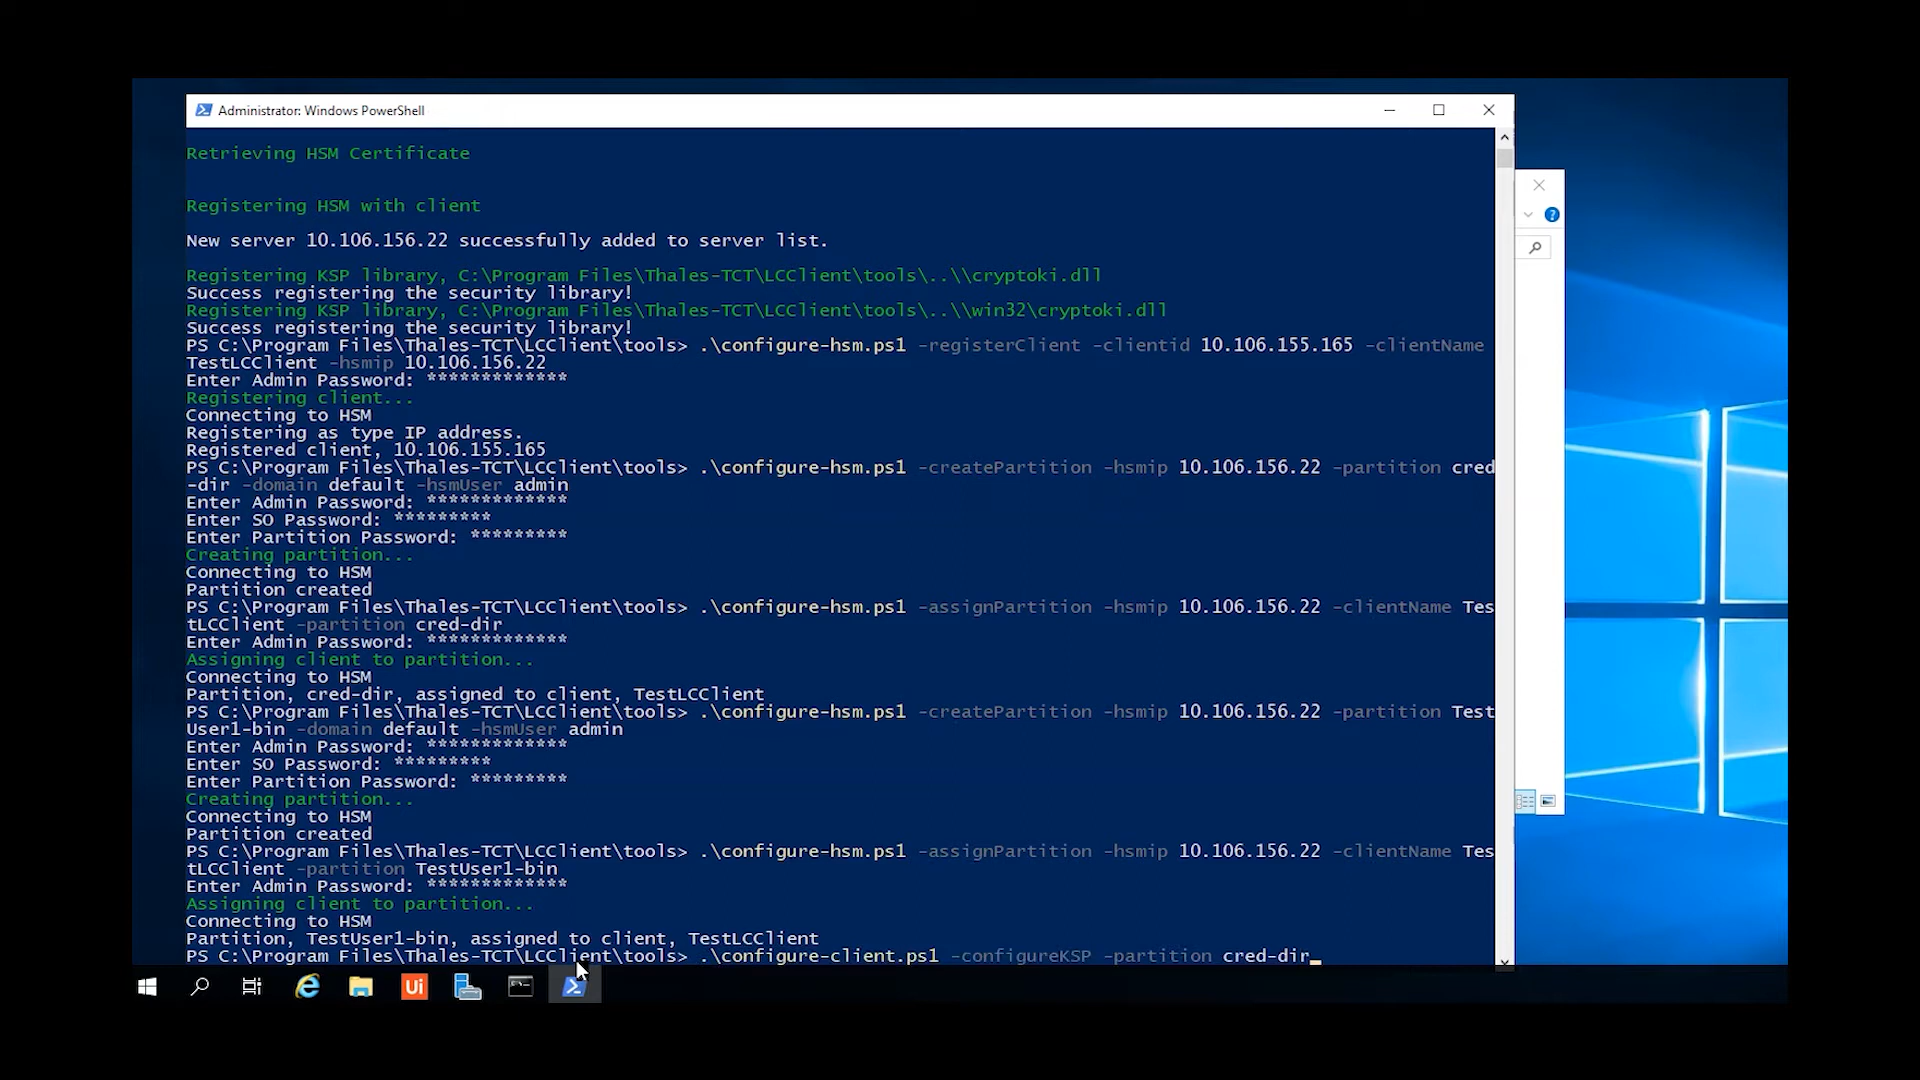 Administrator: Windows PowerShell
Retrieving HSM Certificate
Registering HSM with client
New server 10.106.156.22 successfully added to server list.
Registering KSP library, C:\Program Files\Thales-TCT\LCClient\tools\..\\cryptoki.dll
Success registering the security library!
Registering KSP library, C:\Program Files\Thales-TCT\LCClient\tools\..\\win32\cryptoki.dll
Success registering the security library!
PS C:\Program Files\Thales-TCT\LCClient\tools> .\configure-hsm.ps1 -registerClient -clientid 10.106.155.165 -clientName
TestLCClient -hsmip 10.106.156.22
Enter Admin Password: *************
Registering client...
Connecting to HSM
Registering as type IP address.
Registered client, 10.106.155.165
PS C:\Program Files\Thales-TCT\LCClient\tools> .\configure-hsm.ps1 -createPartition -hsmip 10.106.156.22 -partition cred
-dir -domain default -hsmUser admin
Enter Admin Password: *************
Enter SO Password: *********
Enter Partition Password: *********
Creating partition...
Connecting to HSM
Partition created
PS C:\Program Files\Thales-TCT\LCClient\tools> .\configure-hsm.ps1 -assignPartition -hsmip 10.106.156.22 -clientName Tes
tLCClient -partition cred-dir
Enter Admin Password: *************
Assigning client to partition...
Connecting to HSM
Partition, cred-dir, assigned to client, TestLCClient
PS C:\Program Files\Thales-TCT\LCClient\tools> .\configure-hsm.ps1 -createPartition -hsmip 10.106.156.22 -partition Test
User1-bin -domain default -hsmUser admin
Enter Admin Password: *************
Enter SO Password: *********
Enter Partition Password: *********
Creating partition...
Connecting to HSM
Partition created
PS C:\Program Files\Thales-TCT\LCClient\tools> .\configure-hsm.ps1 -assignPartition -hsmip 10.106.156.22 -clientName Tes
tLCClient -partition TestUser1-bin
Enter Admin Password: *************
Assigning client to partition...
Connecting to HSM
Partition, TestUser1-bin, assigned to client, TestLCClient
PS C:\Program Files\Thales-TCT\LCClient\tools> .\configure-client.ps1 -configureKSP -partition cred-dir_
Ui